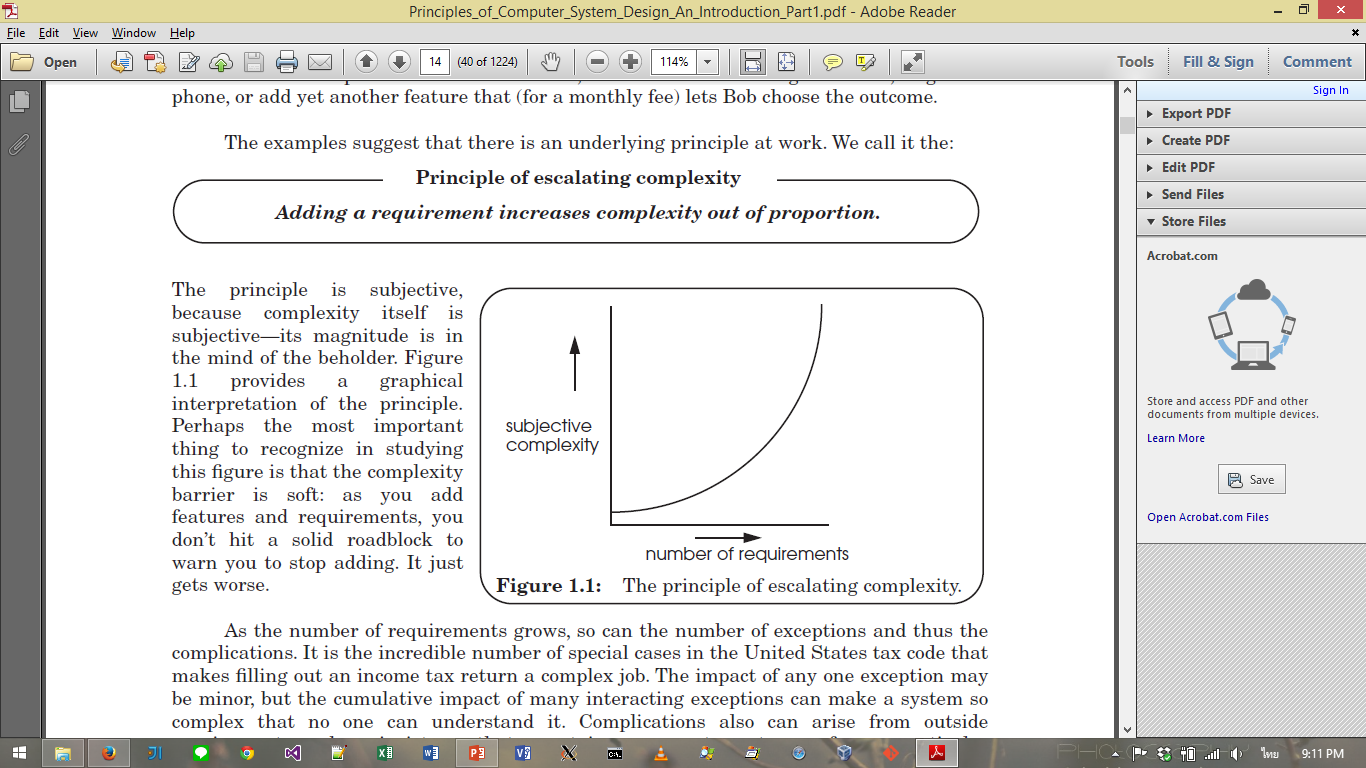 Principles_of_Computer_System_Design_An_Introduction_Part1.pdf - Adobe Reader
File Edit View Window Help
Open 14 (40 of 1224) 114% Tools Fill & Sign Comment
phone, or add yet another feature that (for a monthly fee) lets Bob choose the outcome.
The examples suggest that there is an underlying principle at work. We call it the:
Principle of escalating complexity
Adding a requirement increases complexity out of proportion.
The principle is subjective,
because complexity itself is
subjective—its magnitude is in
the mind of the beholder. Figure
1.1 provides a graphical
interpretation of the principle.
Perhaps the most important
thing to recognize in studying
this figure is that the complexity
barrier is soft: as you add
features and requirements, you
don't hit a solid roadblock to
warn you to stop adding. It just
gets worse.
subjective
complexity
number of requirements
Figure 1.1: The principle of escalating complexity.
As the number of requirements grows, so can the number of exceptions and thus the
complications. It is the incredible number of special cases in the United States tax code that
makes filling out an income tax return a complex job. The impact of any one exception may
be minor, but the cumulative impact of many interacting exceptions can make a system so
complex that no one can understand it. Complications also can arise from outside
Sign In
Export PDF
Create PDF
Edit PDF
Send Files
Store Files
Acrobat.com
Store and access PDF and other
documents from multiple devices.
Learn More
Save
Open Acrobat.com Files
ไทย 9:11 PM